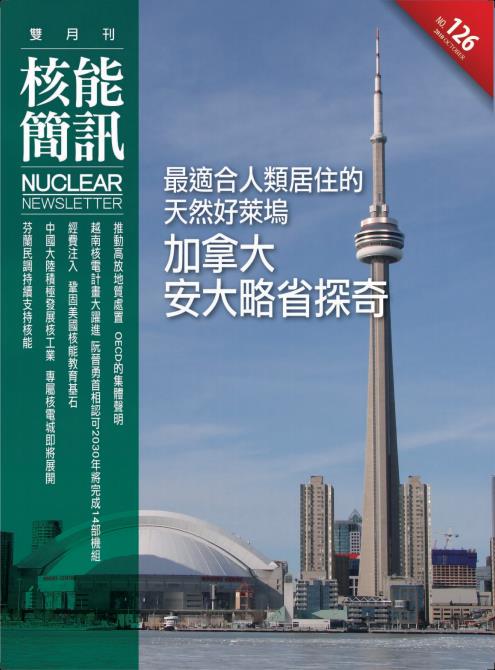 雙月刊
核能
簡訊
NUCLEAR
NEWSLETTER
NO. 126
2010 OCTOBER
最適合人類居住的
天然好萊塢
加拿大
安大略省探奇
推動高放地質處置 OECD的集體聲明
越南核電計畫大躍進 阮晉勇首相認可2030年將完成14部機組
經費注入 鞏固美國核能教育基石
中國大陸積極發展核工業 專屬核電城即將展開
芬蘭民調持續支持核能
ROGERS CENTRE